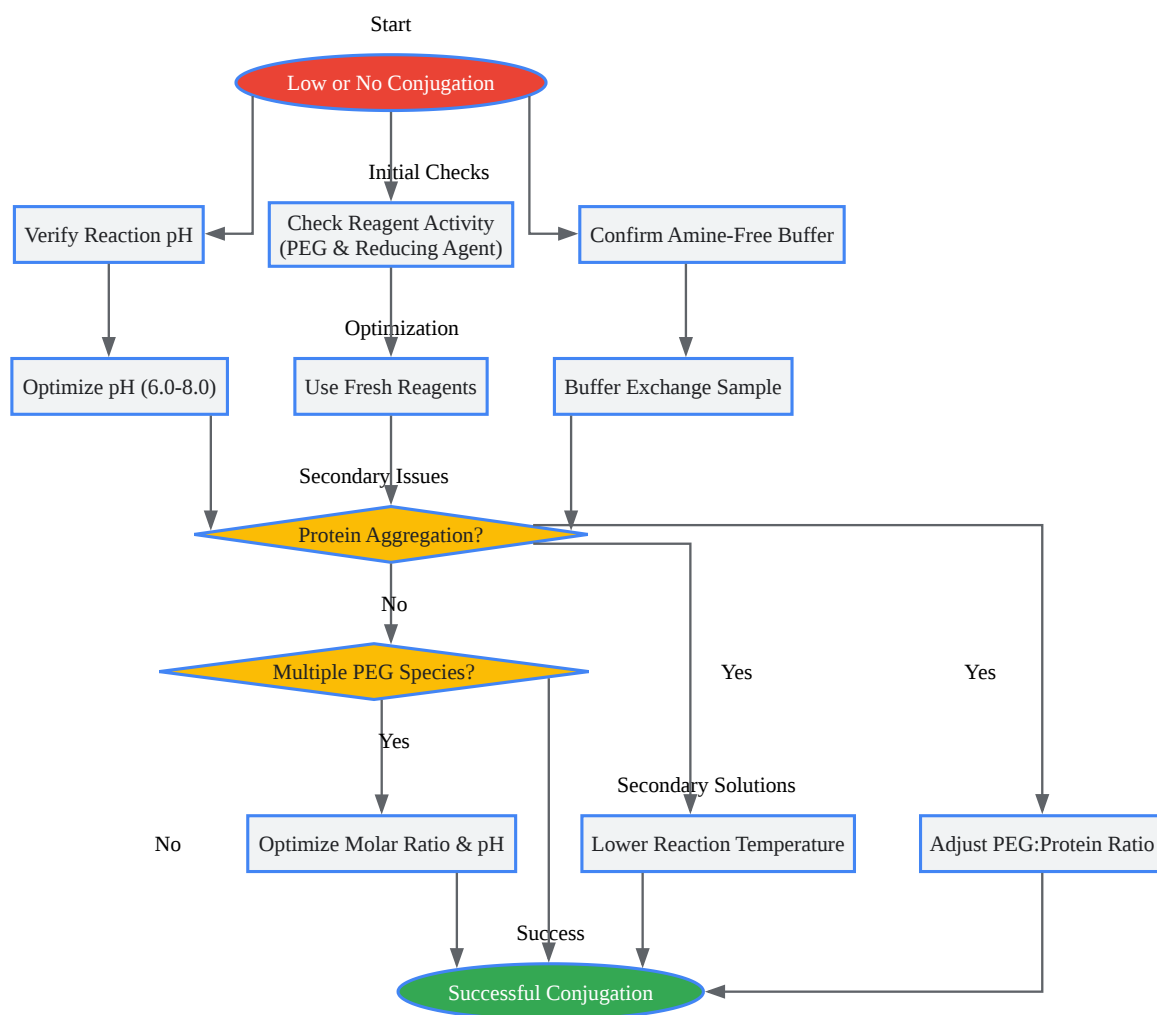 Start
Low or No Conjugation
Initial Checks
Verify Reaction pH
Check Reagent Activity
(PEG & Reducing Agent)
Confirm Amine-Free Buffer
Optimization
Optimize pH (6.0-8.0)
Use Fresh Reagents
Buffer Exchange Sample
Secondary Issues
Protein Aggregation?
No
Multiple PEG Species?
Yes
Yes
Yes
Secondary Solutions
No
Optimize Molar Ratio & pH
Lower Reaction Temperature
Adjust PEG:Protein Ratio
Success
Successful Conjugation